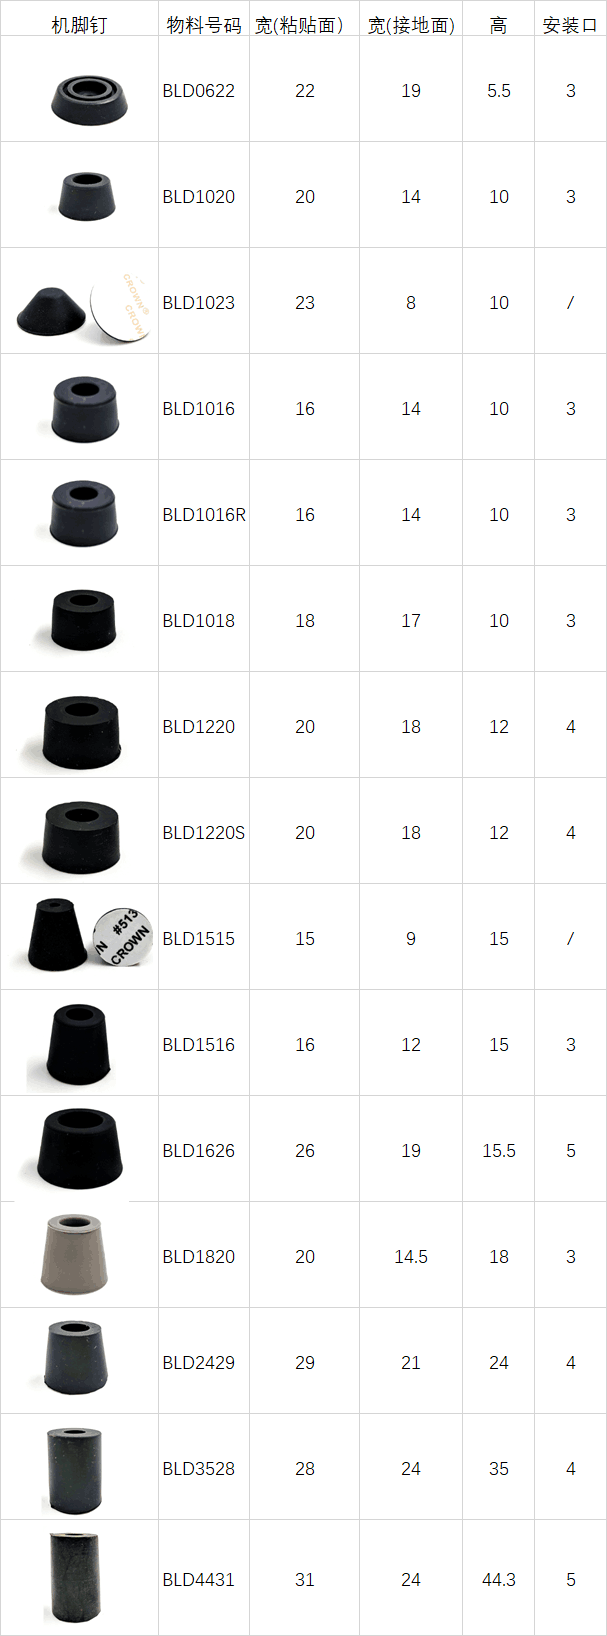 机脚钉 物料号码 宽(粘贴面） 宽(接地面) 高 安装口
BLD0622 22 19 5.5 3
BLD1020 20 14 10 3
CROWN®
CROW
BLD1023 23 8 10 /
BLD1016 16 14 10 3
BLD1016R 16 14 10 3
BLD1018 18 17 10 3
BLD1220 20 18 12 4
BLD1220S 20 18 12 4
#513
CROWN
BLD1515 15 9 15 /
BLD1516 16 12 15 3
BLD1626 26 19 15.5 5
BLD1820 20 14.5 18 3
BLD2429 29 21 24 4
BLD3528 28 24 35 4
BLD4431 31 24 44.3 5